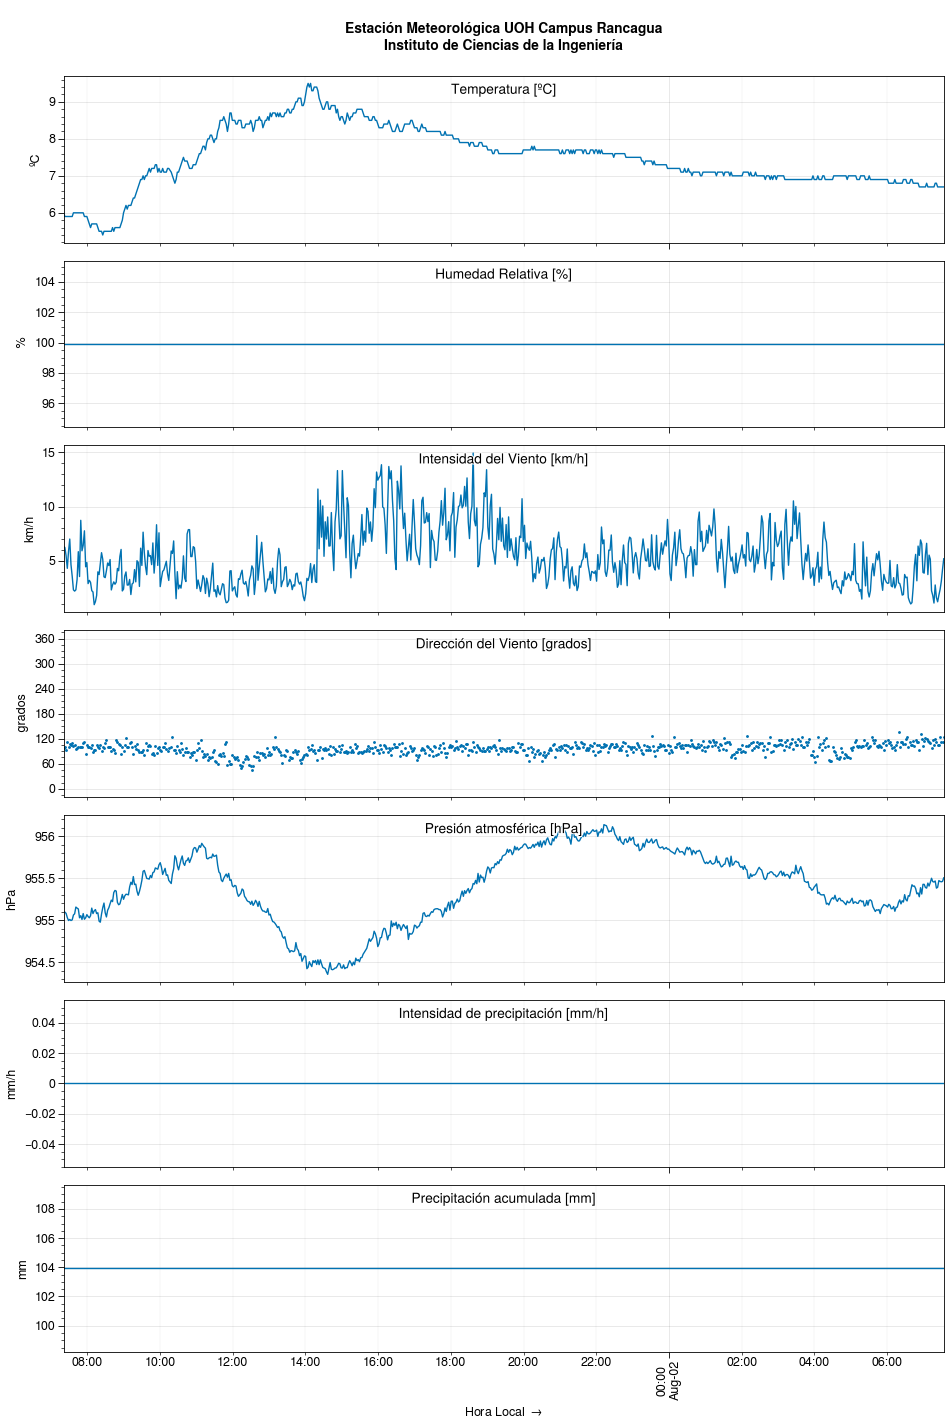 Estación Meteorológica UOH Campus Rancagua
Instituto de Ciencias de la Ingeniería
Temperatura [ºC]
ºC
9
8
7
6
Humedad Relativa [%]
%
104
102
100
98
96
Intensidad del Viento [km/h]
km/h
15
10
5
Dirección del Viento [grados]
grados
360
300
240
180
120
60
0
Presión atmosférica [hPa]
hPa
956
955.5
955
954.5
Intensidad de precipitación [mm/h]
mm/h
0.04
0.02
0
−0.02
−0.04
Precipitación acumulada [mm]
mm
108
106
104
102
100
08:00 10:00 12:00 14:00 16:00 18:00 20:00 22:00 00:00 02:00 04:00 06:00
Aug-02
Hora Local →